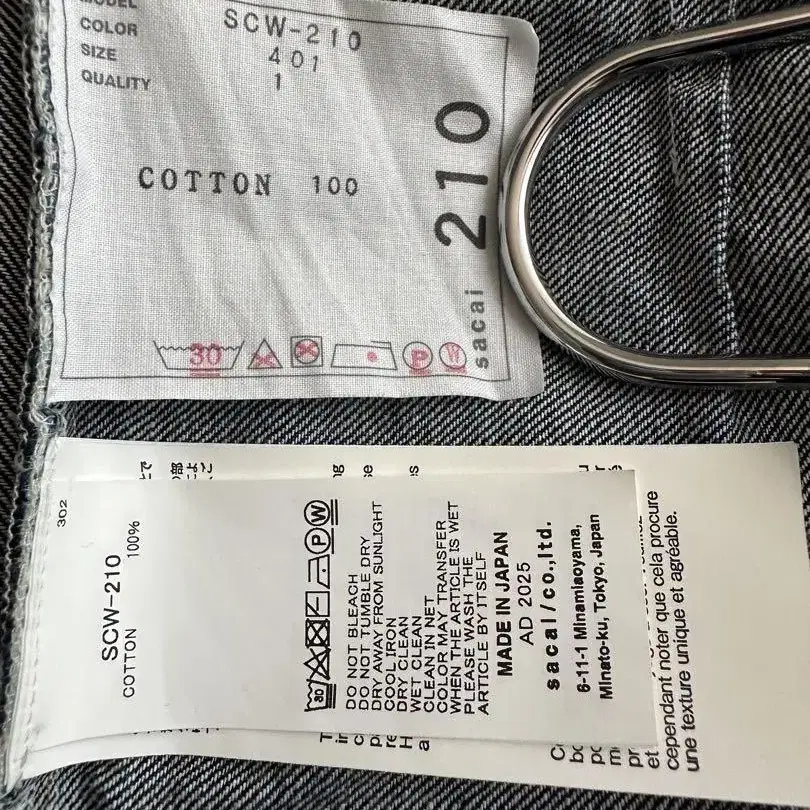 MODEL SCW-210
COLOR 401
SIZE 1
QUALITY
COTTON 100
sacai 210
30
P
W
302
SCW-210
COTTON 100%
30
P W
DO NOT BLEACH
DO NOT TUMBLE DRY
DRY AWAY FROM SUNLIGHT
COOL IRON
DRY CLEAN
WET CLEAN
CLEAN IN NET
COLOR MAY TRANSFER
WHEN THE ARTICLE IS WET
PLEASE WASH THE
ARTICLE BY ITSELF
MADE IN JAPAN
AD 2025
sacai/co.,ltd.
6-11-1 Minamiaoyama,
Minato-ku, Tokyo, Japan
cependant noter que cela procure
une texture unique et agréable.